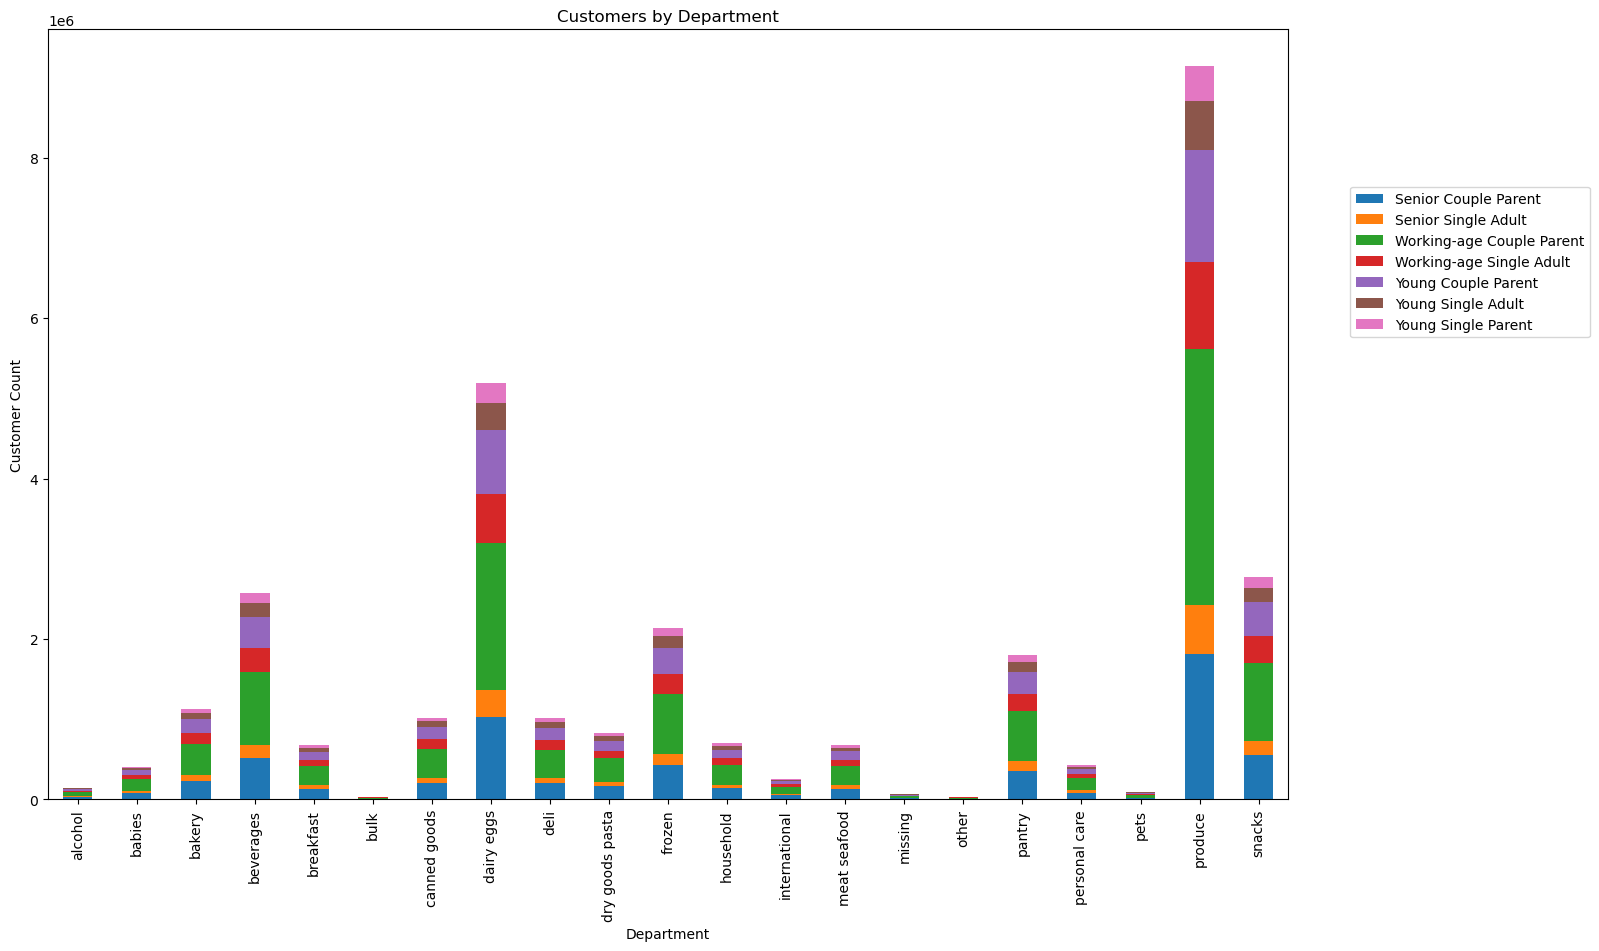 Customers by Department
1e6
8
6
4
2
0
Customer Count
alcohol
babies
bakery
beverages
breakfast
bulk
canned goods
dairy eggs
deli
dry goods pasta
frozen
household
international
meat seafood
missing
other
pantry
personal care
pets
produce
snacks
Department
Senior Couple Parent
Senior Single Adult
Working-age Couple Parent
Working-age Single Adult
Young Couple Parent
Young Single Adult
Young Single Parent